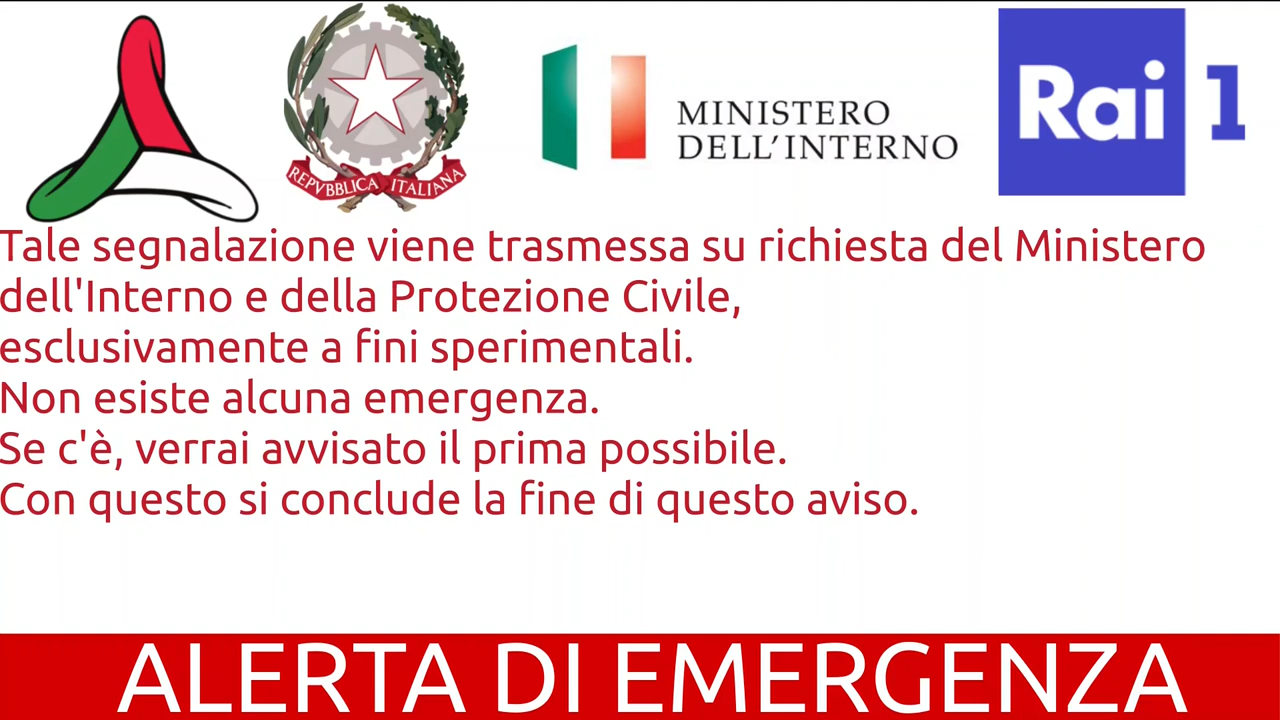 REPVBBLICA ITALIANA
MINISTERO
DELL'INTERNO
Rai 1
Tale segnalazione viene trasmessa su richiesta del Ministero
dell'Interno e della Protezione Civile,
esclusivamente a fini sperimentali.
Non esiste alcuna emergenza.
Se c'è, verrai avvisato il prima possibile.
Con questo si conclude la fine di questo aviso.
ALERTA DI EMERGENZA